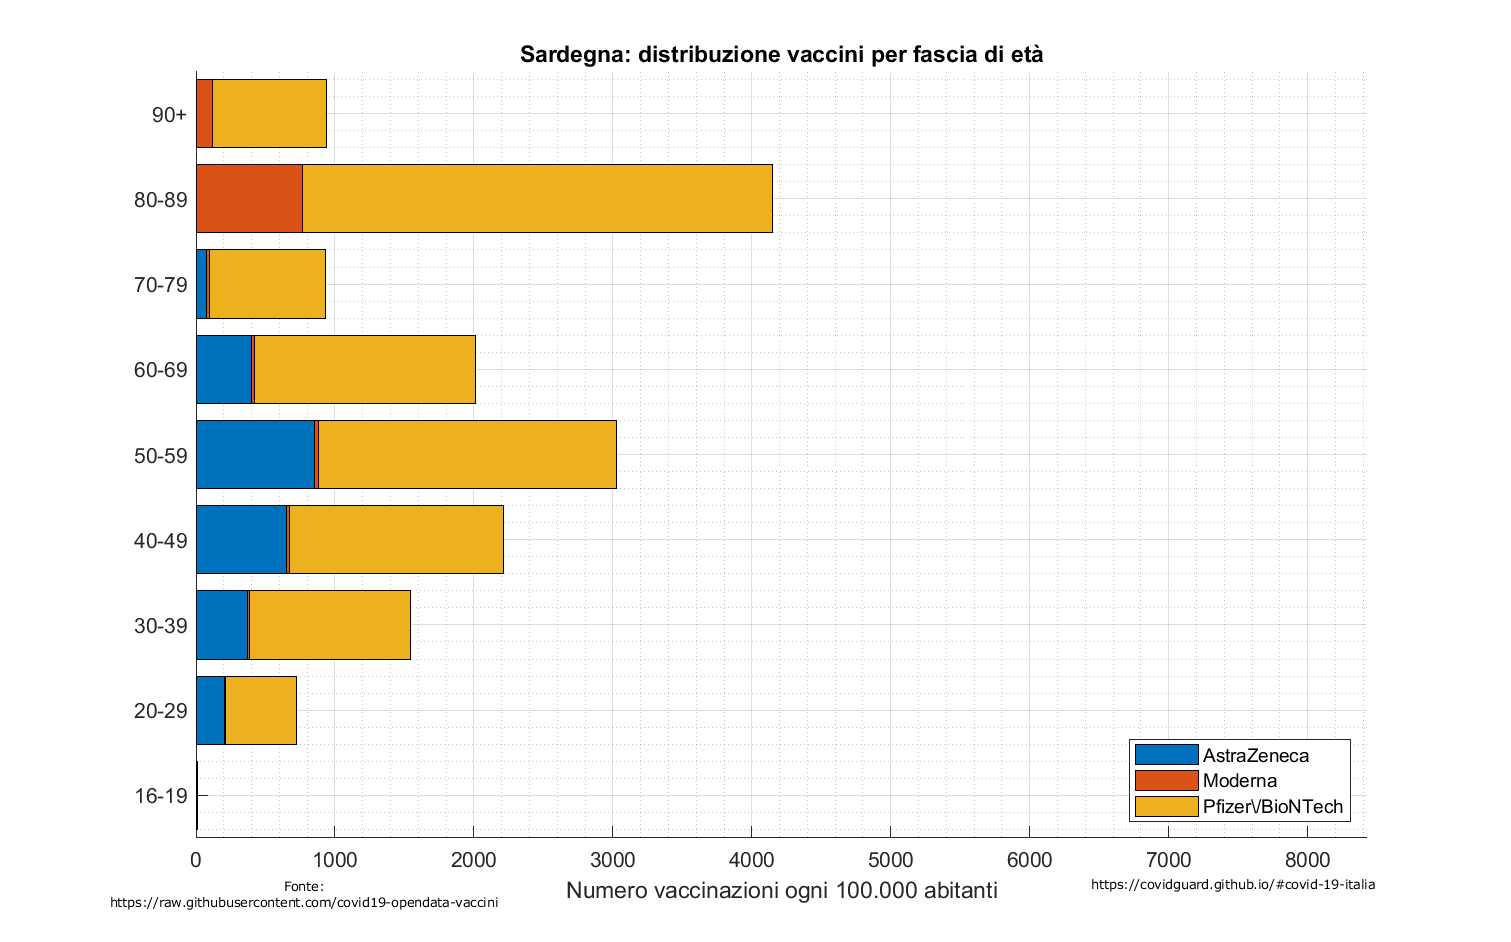 Sardegna: distribuzione vaccini per fascia di età
90+
80-89
70-79
60-69
50-59
40-49
30-39
20-29
16-19
AstraZeneca
Moderna
Pfizer\/BioNTech
0 1000 2000 3000 4000 5000 6000 7000 8000
Numero vaccinazioni ogni 100.000 abitanti
Fonte:
https://raw.githubusercontent.com/covid19-opendata-vaccini
https://covidguard.github.io/#covid-19-italia